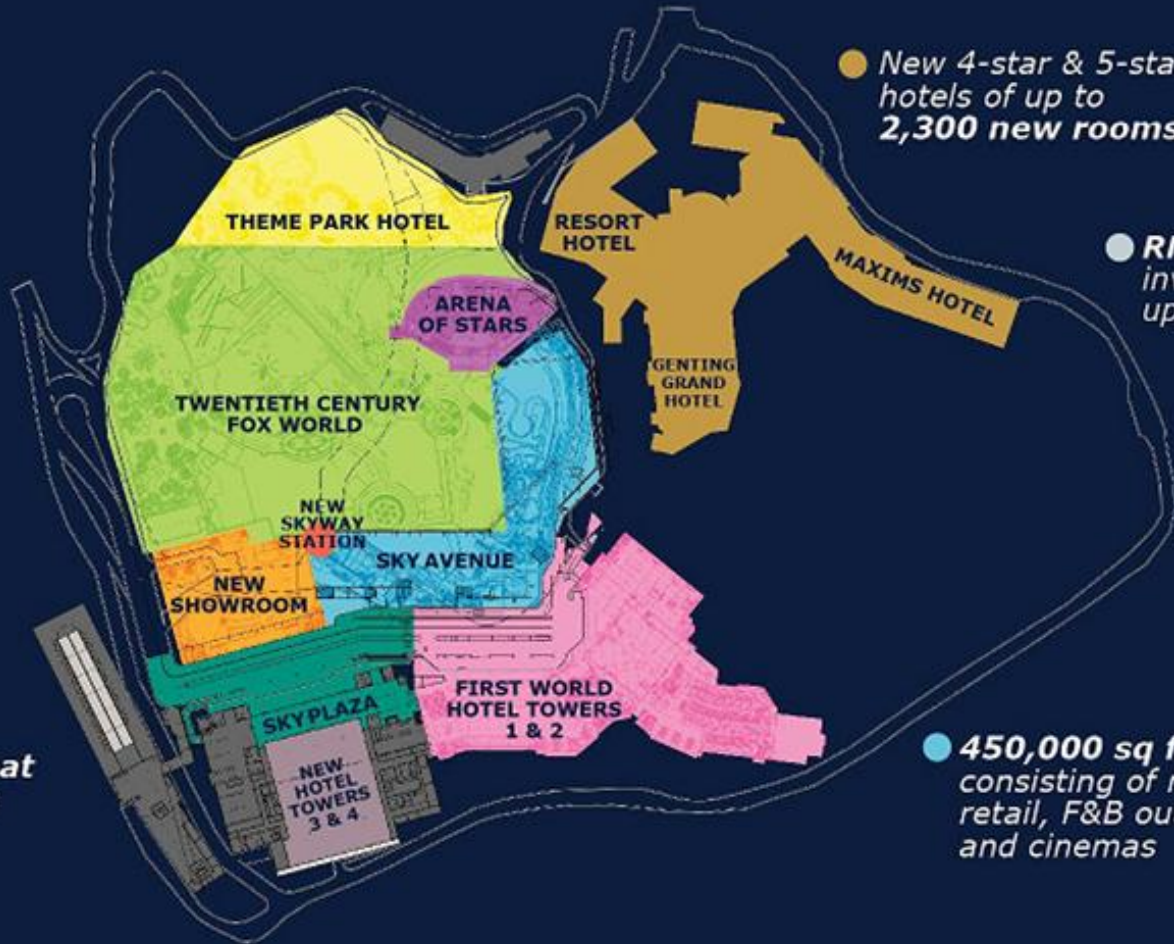 New 4-star & 5-sta
hotels of up to
2,300 new rooms
THEME PARK HOTEL
RESORT
HOTEL
MAXIMS HOTEL
up
ARENA
OF STARS
GENTING
GRAND
HOTEL
TWENTIETH CENTURY
FOX WORLD
NEW
SKYWAY
STATION
SKY AVENUE
NEW
SHOWROOM
FIRST WORLD
HOTEL TOWERS
1 & 2
SKY PLAZA
NEW
HOTEL
TOWERS
3 & 4
at
450,000 sq f
consisting of
retail, F&B ou
and cinemas